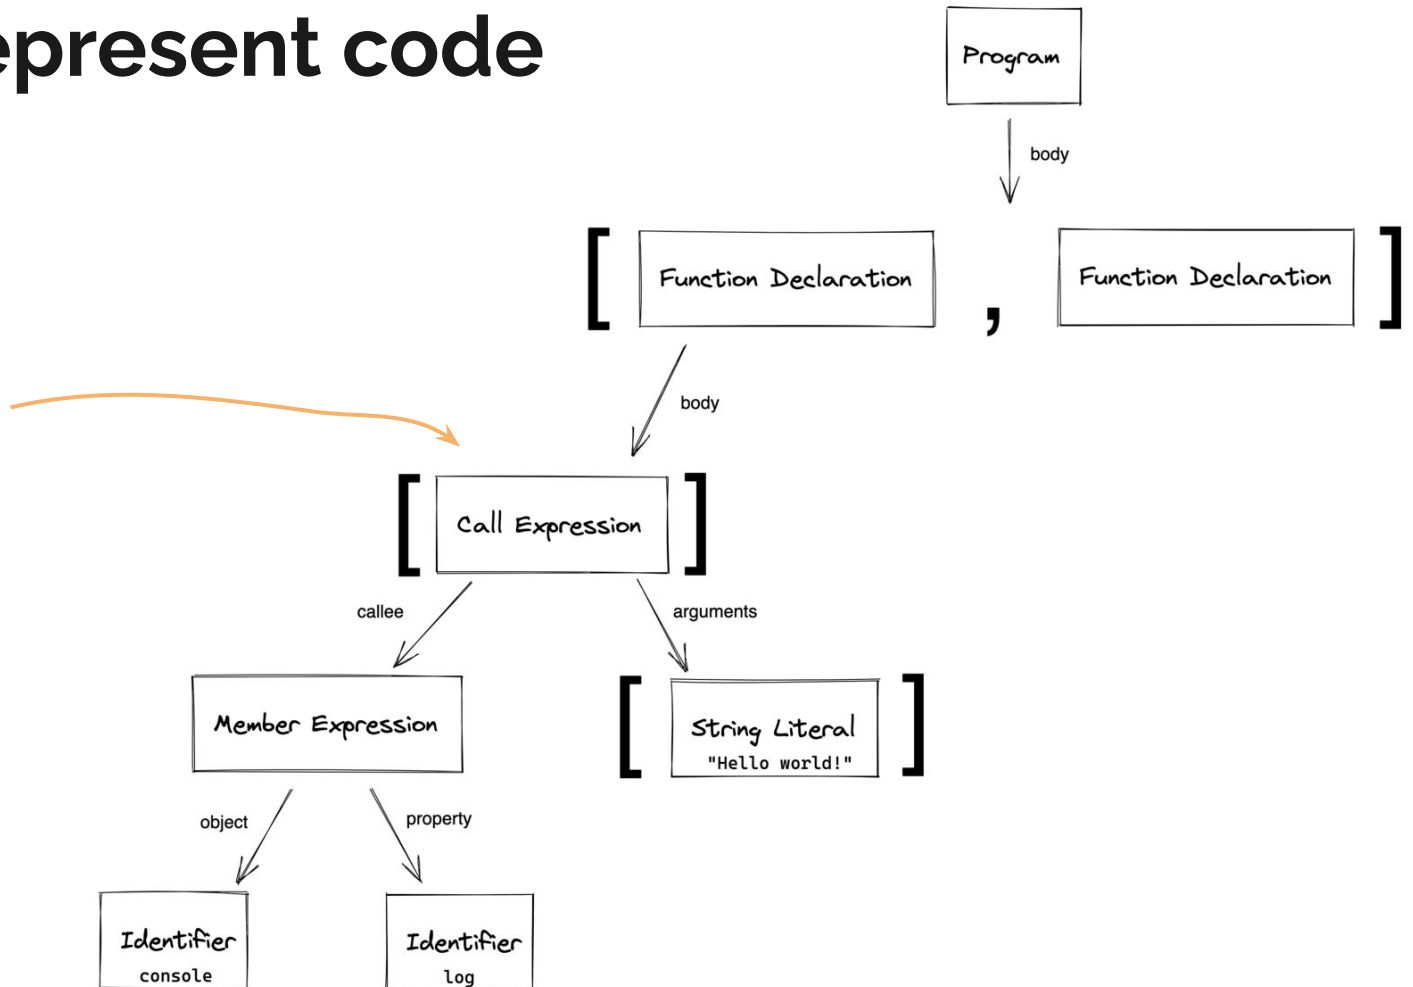 epresent code
Program
body
[ Function Declaration , Function Declaration ]
body
[ Call Expression ]
callee
arguments
Member Expression
[ String Literal ]
"Hello world!"
object
property
Identifier
console
Identifier
log